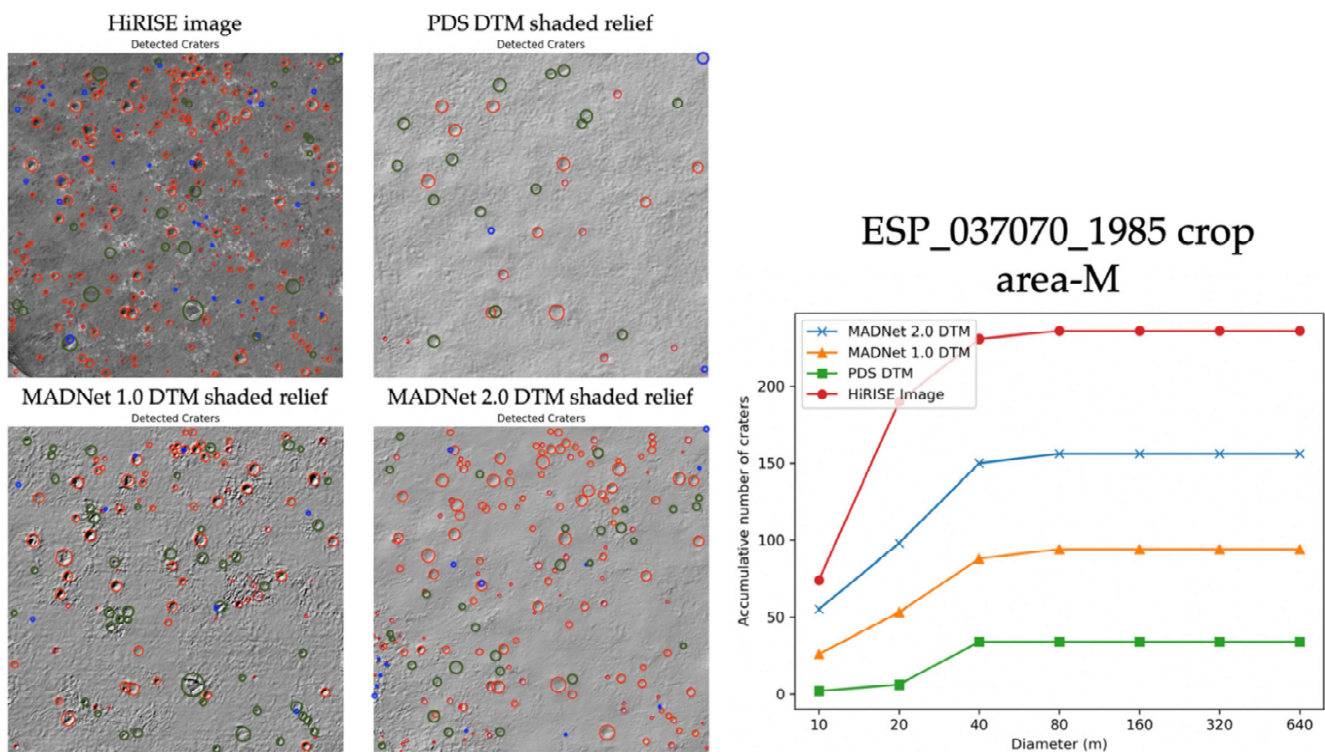 HiRISE image
Detected Craters
PDS DTM shaded relief
Detected Craters
MADNet 1.0 DTM shaded relief
Detected Craters
MADNet 2.0 DTM shaded relief
Detected Craters
ESP_037070_1985 crop
area-M
MADNet 2.0 DTM
MADNet 1.0 DTM
PDS DTM
HiRISE Image
Accumulative number of craters
200
150
100
50
0
10 20 40 80 160 320 640
Diameter (m)